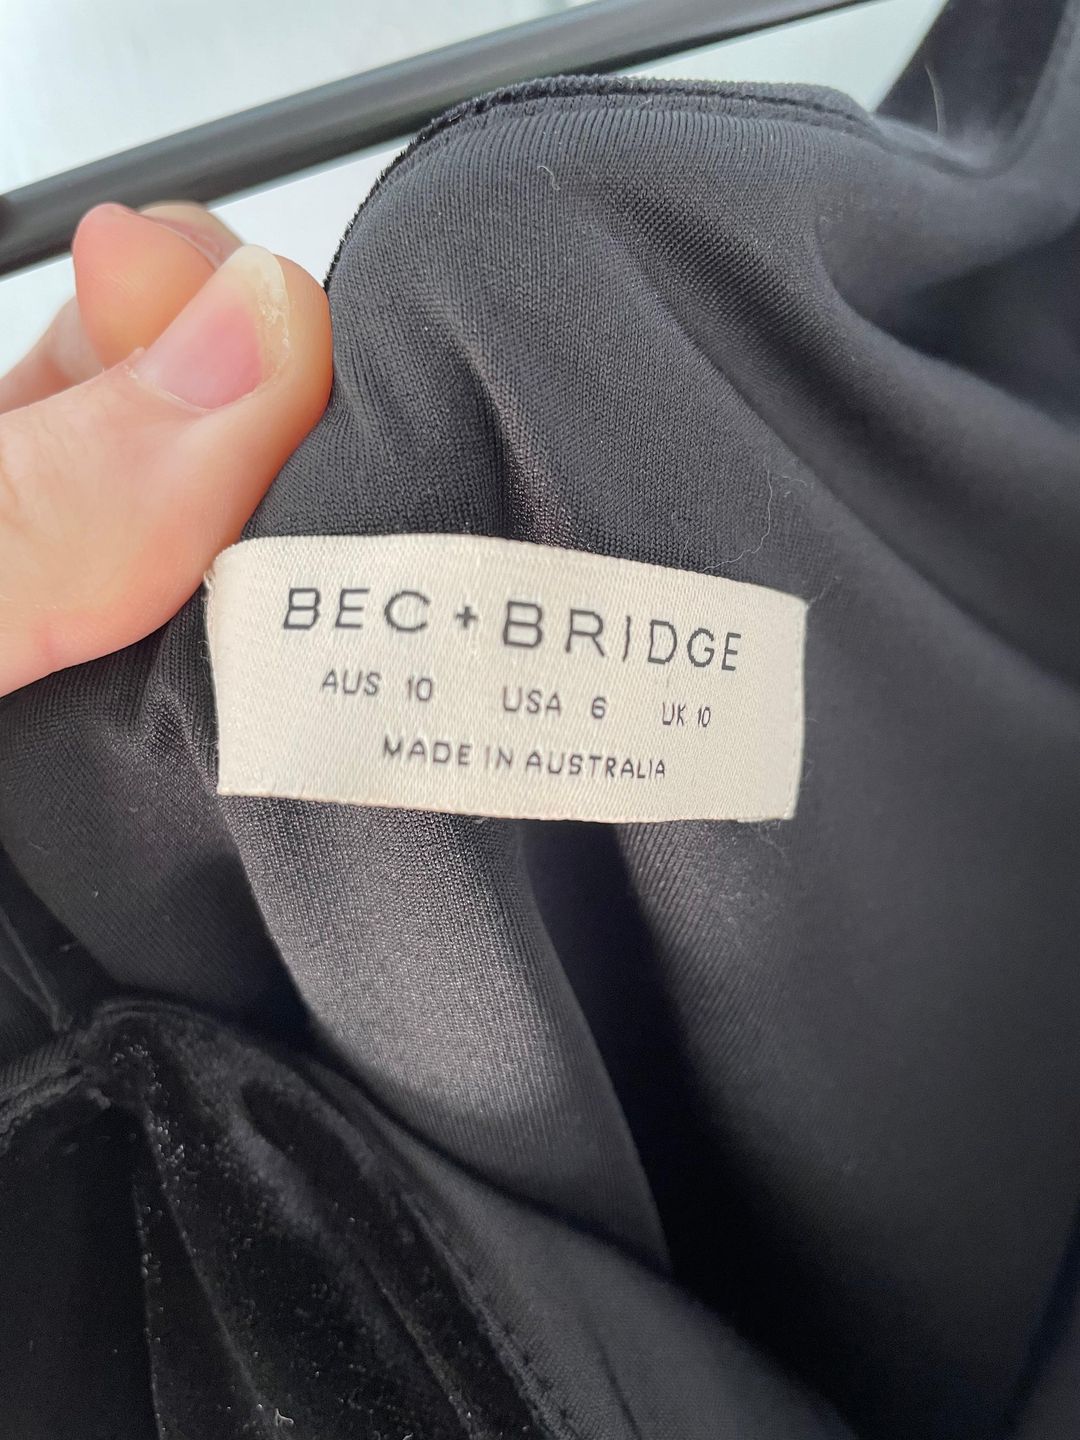 BEC + BRIDGE
AUS 10 USA 6 UK 10
MADE IN AUSTRALIA